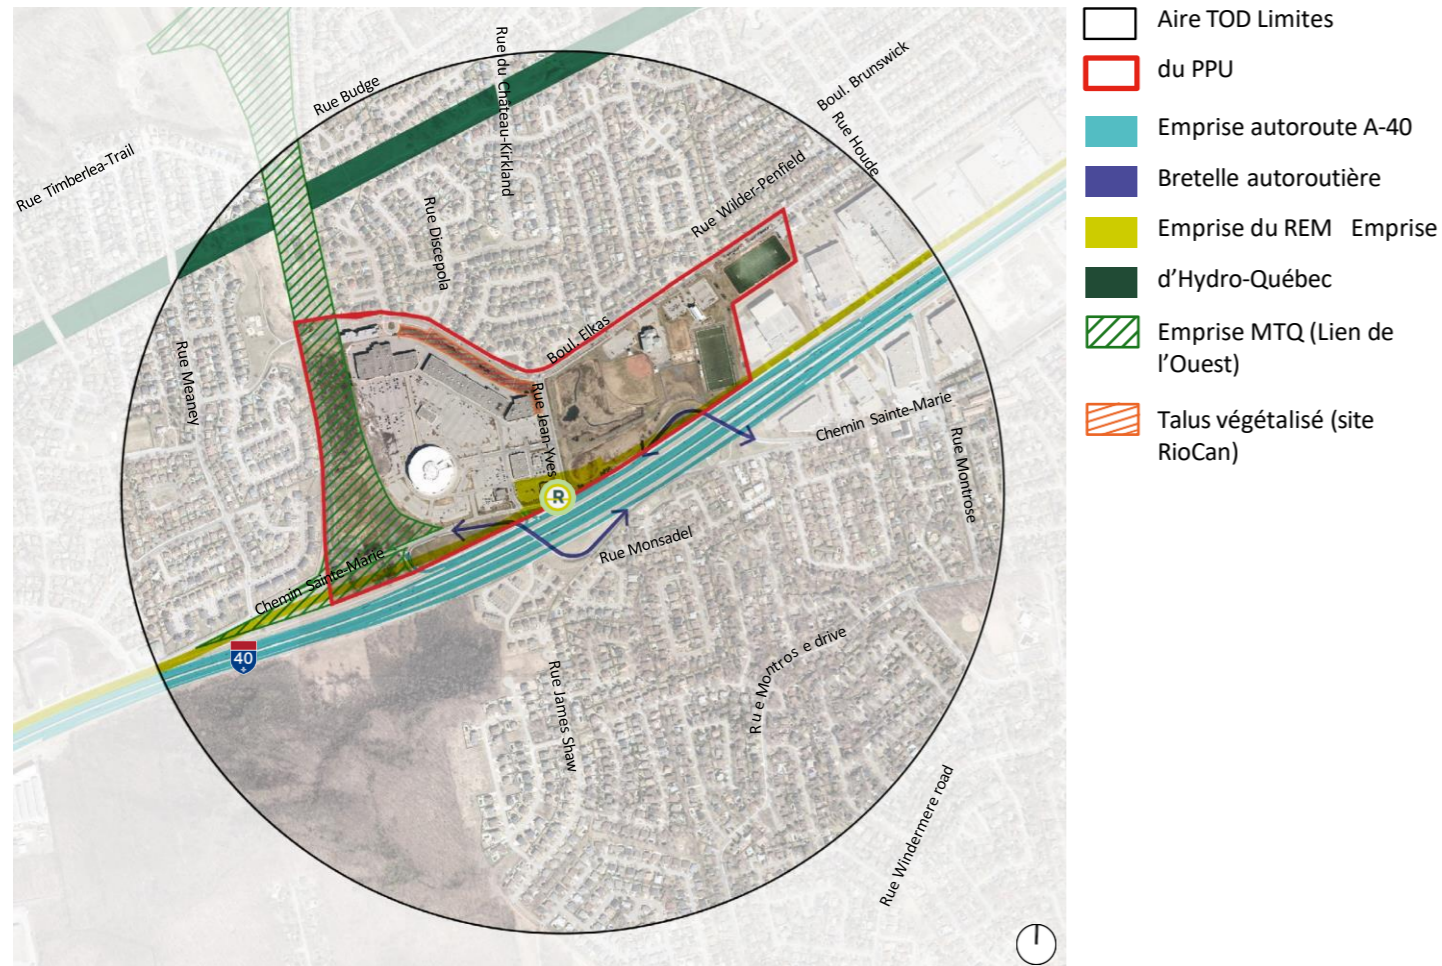 Aire TOD Limites
du PPU
Emprise autoroute A-40
Bretelle autoroutière
Emprise du REM Emprise
d’Hydro-Québec
Emprise MTQ (Lien de
l’Ouest)
Talus végétalisé (site
RioCan)
Rue Budge
Rue du Château-Kirkland
Boul. Brunswick
Rue Houde
Rue Timberlea-Trail
Rue Wilder-Penfield
Rue Discepola
Boul. Elkas
Rue Meaney
Rue Jean-Yves
Chemin Sainte-Marie
Rue Montrose
R
Rue Monsadel
Chemin Sainte-Marie
40
Rue James Shaw
Ru e Montros e drive
Rue Windermere road